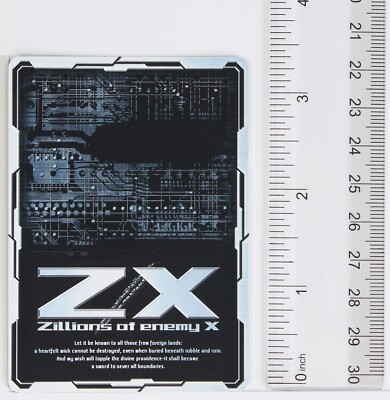 Z/X
Zillions of enemy X
Let it be known to all those from foreign lands:
a heartfelt wish cannot be destroyed, even when buried beneath rubble and ruin.
And my wish will topple the divine providence-it shall become
a sword to sever all boundaries.
4
3
2
1
0 inch
20
21
22
23
24
25
26
27
28
29
30